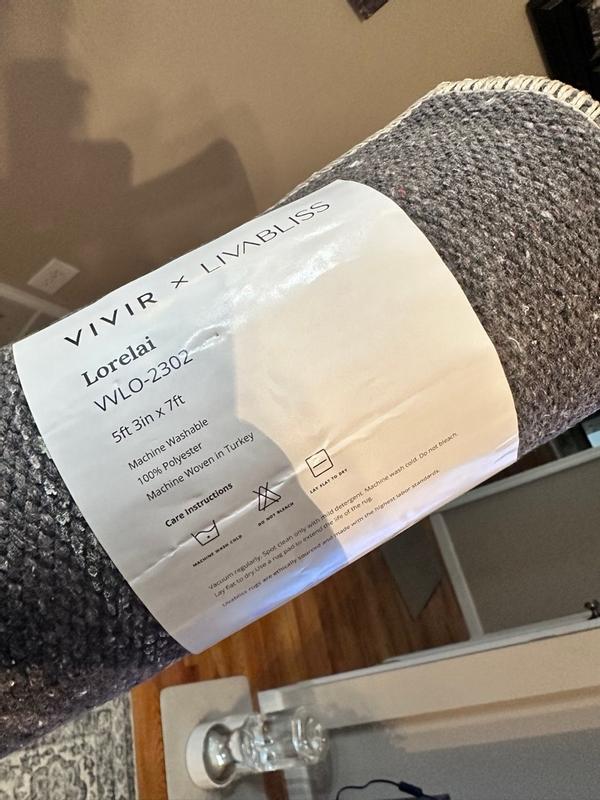 VIVIR × LIVABLISS
Lorelai
VVLO-2302
5ft 3in x 7ft
Machine Washable
100% Polyester
Machine Woven in Turkey
Care Instructions
MACHINE WASH COLD
DO NOT BLEACH
LAY FLAT TO DRY
Vacuum regularly. Spot clean only with mild detergent. Machine wash cold. Do not bleach.
Lay flat to dry. Use a rug pad to extend the life of the rug.
Livabliss rugs are ethically sourced and made with the highest labor standards.